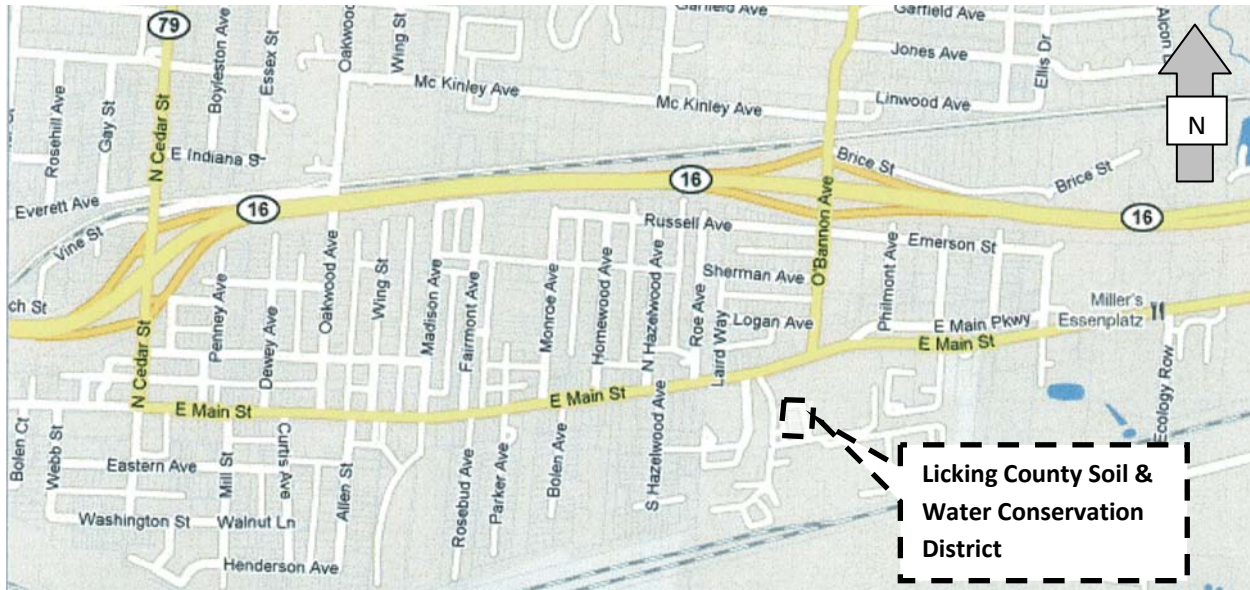 79
Rosehill Ave
Gay St
N Cedar St
Boyleston Ave
Essex St
Oakwood Ave
Wing St
Garfield Ave
Garfield Ave
Jones Ave
Ellis Dr
Mc Kinley Ave
Mc Kinley Ave
Linwood Ave
N
E Indiana St
Everett Ave
Vine St
16
16
16
Brice St
Brice St
O'Bannon Ave
Russell Ave
Emerson St
ch St
N Cedar St
Penney Ave
Dewey Ave
Oakwood Ave
Wing St
Madison Ave
Fairmont Ave
Monroe Ave
Homewood Ave
N Hazelwood Ave
Roe Ave
Laird Way
Sherman Ave
Logan Ave
Philmont Ave
E Main Pkwy
E Main St
Miller's
Essenplatz
Ecology Row
E Main St
E Main St
Bolen Ct
Webb St
Eastern Ave
Mill St
Curtis Ave
Allen St
Washington St
Walnut Ln
Henderson Ave
Rosebud Ave
Parker Ave
Bolen Ave
S Hazelwood Ave
Licking County Soil &
Water Conservation
District